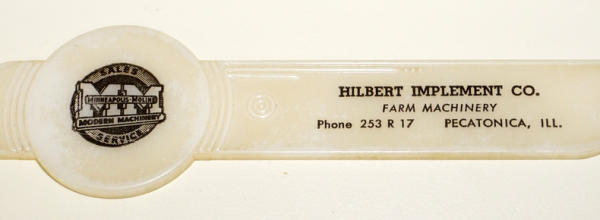 SALES
MM
MINNEAPOLIS-MOLINE
MODERN MACHINERY
SERVICE
HILBERT IMPLEMENT CO.
FARM MACHINERY
Phone 253 R 17 PECATONICA, ILL.